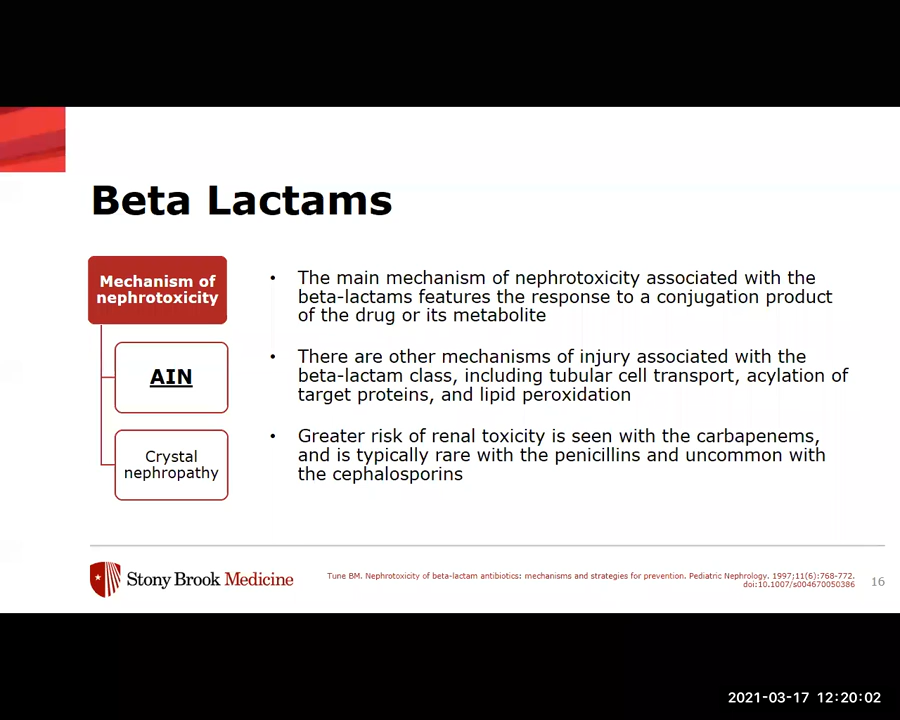 Beta Lactams
Mechanism of
nephrotoxicity
AIN
Crystal
nephropathy
• The main mechanism of nephrotoxicity associated with the
beta-lactams features the response to a conjugation product
of the drug or its metabolite
• There are other mechanisms of injury associated with the
beta-lactam class, including tubular cell transport, acylation of
target proteins, and lipid peroxidation
• Greater risk of renal toxicity is seen with the carbapenems,
and is typically rare with the penicillins and uncommon with
the cephalosporins
Stony Brook Medicine
Tune BM. Nephrotoxicity of beta-lactam antibiotics: mechanisms and strategies for prevention. Pediatric Nephrology. 1997;11(6):768-772.
doi:10.1007/s004670050386
16
2021-03-17 12:20:02